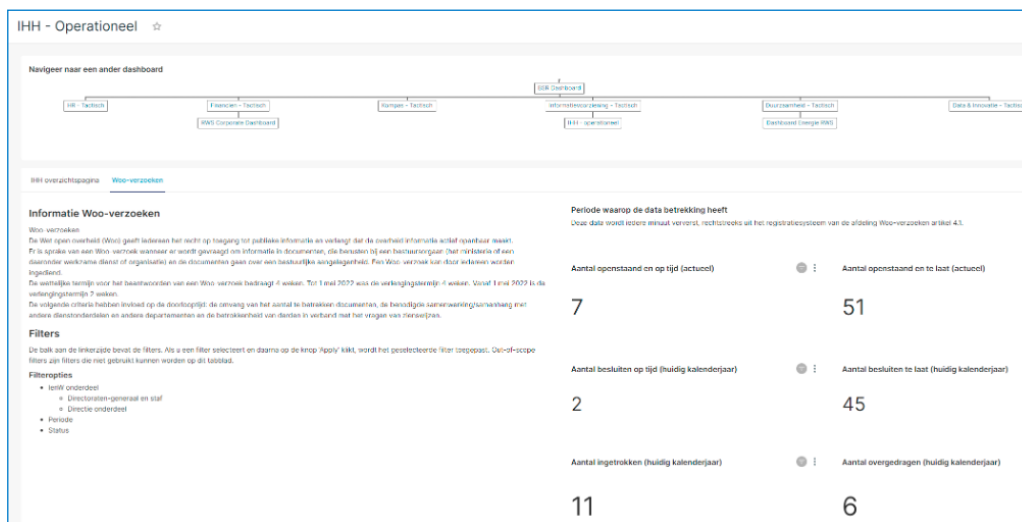 IHH - Operationeel
Navigeer naar een ander dashboard
SGR Dashboard
HR - Tactisch
Financien - Tactisch
Kompas - Tactisch
Informatievoorziening - Tactisch
Duurzaamheid - Tactisch
Data & Innovatie - Tactisc
RWS Corporate Dashboard
IHH - operationeel
Dashboard Energie RWS
IHH overzichtspagina
Woo-verzoeken
Informatie Woo-verzoeken
Woo-verzoeken
De Wet open overheid (Woo) geeft iedereen het recht op toegang tot publieke informatie en verlangt dat de overheid informatie actief openbaar maakt.
Er is sprake van een Woo-verzoek wanneer er wordt gevraagd om informatie in documenten, die berusten bij een bestuursorgaan (het ministerie of een
daaronder werkzame dienst of organisatie) en de documenten gaan over een bestuurlijke aangelegenheid. Een Woo-verzoek kan door iedereen worden
ingediend.
De wettelijke termijn voor het beantwoorden van een Woo-verzoek bedraagt 4 weken. Tot 1 mei 2022 was de verlengingstermijn 4 weken. Vanaf 1 mei 2022 is de
verlengingstermijn 2 weken.
De volgende criteria hebben invloed op de doorlooptijd: de omvang van het aantal te betrekken documenten, de benodigde samenwerking/samenhang met
andere dienstonderdelen en andere departementen en de betrokkenheid van derden in verband met het vragen van zienswijzen.
Filters
De balk aan de linkerzijde bevat de filters. Als u een filter selecteert en daarna op de knop 'Apply' klikt, wordt het geselecteerde filter toegepast. Out-of-scope
filters zijn filters die niet gebruikt kunnen worden op dit tabblad.
Filteropties
IenW onderdeel
Directoraten-generaal en staf
Directie onderdeel
Periode
Status
Periode waarop de data betrekking heeft
Deze data wordt iedere minuut ververst, rechtstreeks uit het registratiesysteem van de afdeling Woo-verzoeken artikel 4.1.
Aantal openstaand en op tijd (actueel)
Aantal openstaand en te laat (actueel)
7
51
Aantal besluiten op tijd (huidig kalenderjaar)
Aantal besluiten te laat (huidig kalenderjaar)
2
45
Aantal ingetrokken (huidig kalenderjaar)
Aantal overgedragen (huidig kalenderjaar)
11
6